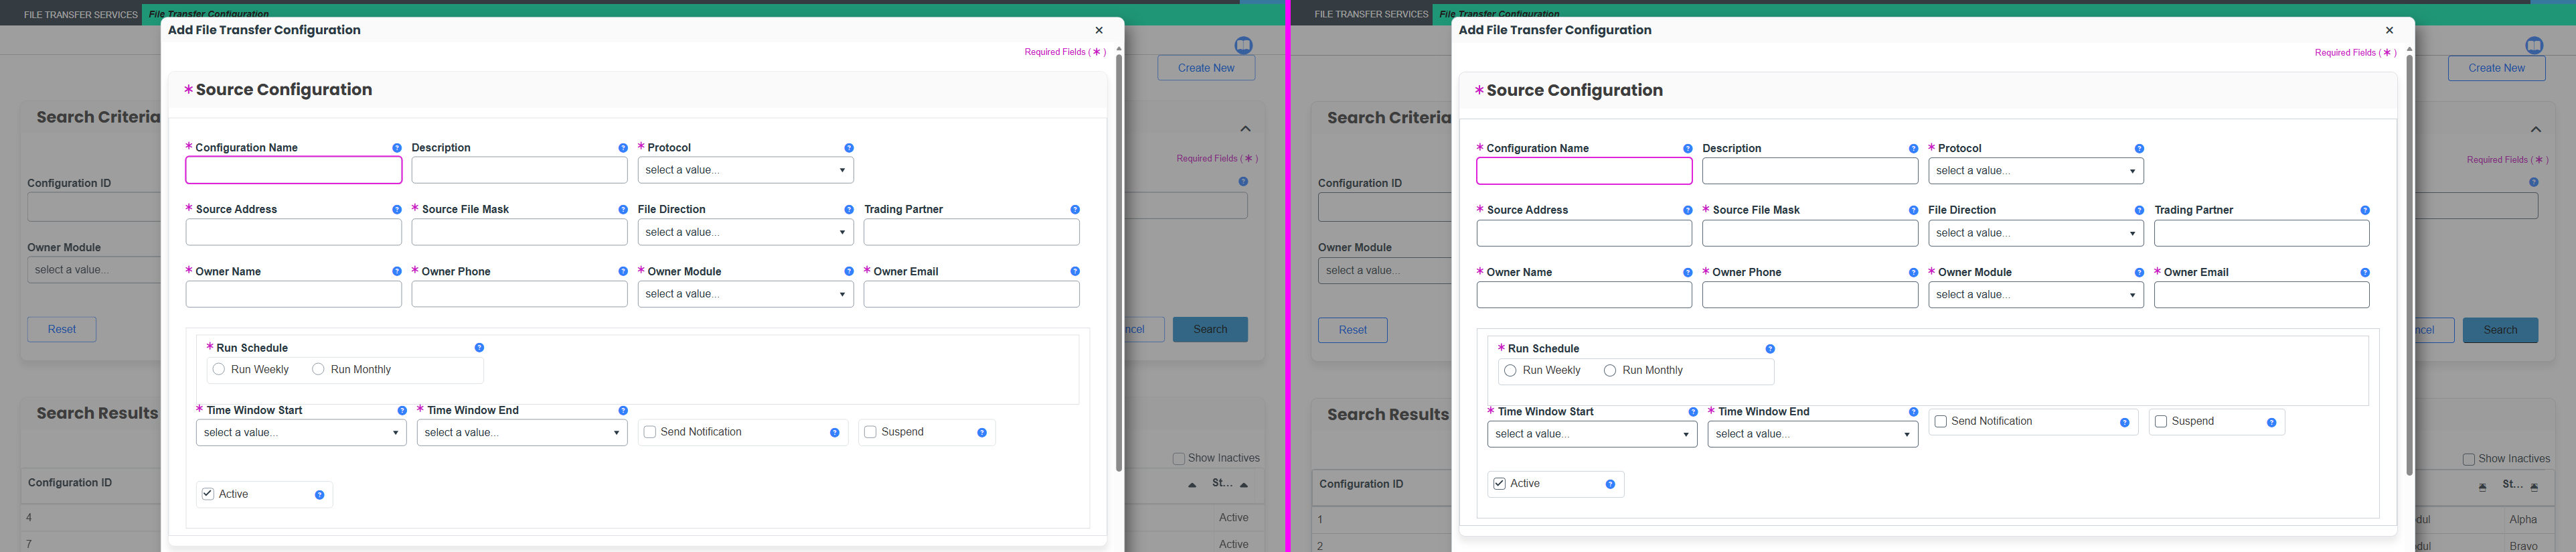 FILE TRANSFER SERVICES File Transfer Configuration
Add File Transfer Configuration
Required Fields ( * )
Create New
* Source Configuration
Search Criteria
* Configuration Name Description * Protocol
select a value...
Required Fields ( * )
Configuration ID
* Source Address * Source File Mask File Direction Trading Partner
select a value...
Owner Module
select a value...
* Owner Name * Owner Phone * Owner Module * Owner Email
select a value...
Reset
ncel Search
* Run Schedule
Run Weekly Run Monthly
* Time Window Start * Time Window End
select a value... select a value... Send Notification Suspend
Search Results
Show Inactives
Configuration ID
St...
Active
4 Active
7 Active
FILE TRANSFER SERVICES File Transfer Configuration
Add File Transfer Configuration
Required Fields ( * )
Create New
* Source Configuration
Search Criteria
* Configuration Name Description * Protocol
select a value...
Required Fields ( * )
Configuration ID
* Source Address * Source File Mask File Direction Trading Partner
select a value...
Owner Module
select a value...
* Owner Name * Owner Phone * Owner Module * Owner Email
select a value...
Reset
ncel Search
* Run Schedule
Run Weekly Run Monthly
* Time Window Start * Time Window End
Send Notification Suspend
select a value... select a value...
Search Results
Show Inactives
Configuration ID
St...
Active
1 dul Alpha
2 dul Bravo